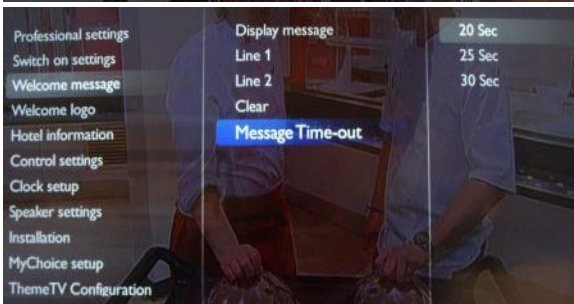 Professional settings
Switch on settings
Welcome message
Welcome logo
Hotel information
Control settings
Clock setup
Speaker settings
Installation
MyChoice setup
ThemeTV Configuration
Display message
Line 1
Line 2
Clear
Message Time-out
20 Sec
25 Sec
30 Sec